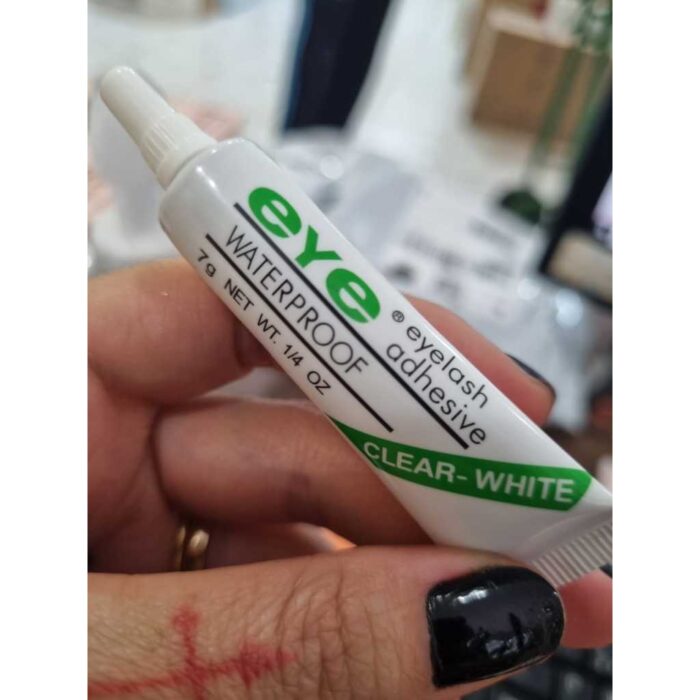 eye
WATERPROOF
7g NET WT. 1/4 OZ
® eyelash
adhesive
CLEAR-WHITE